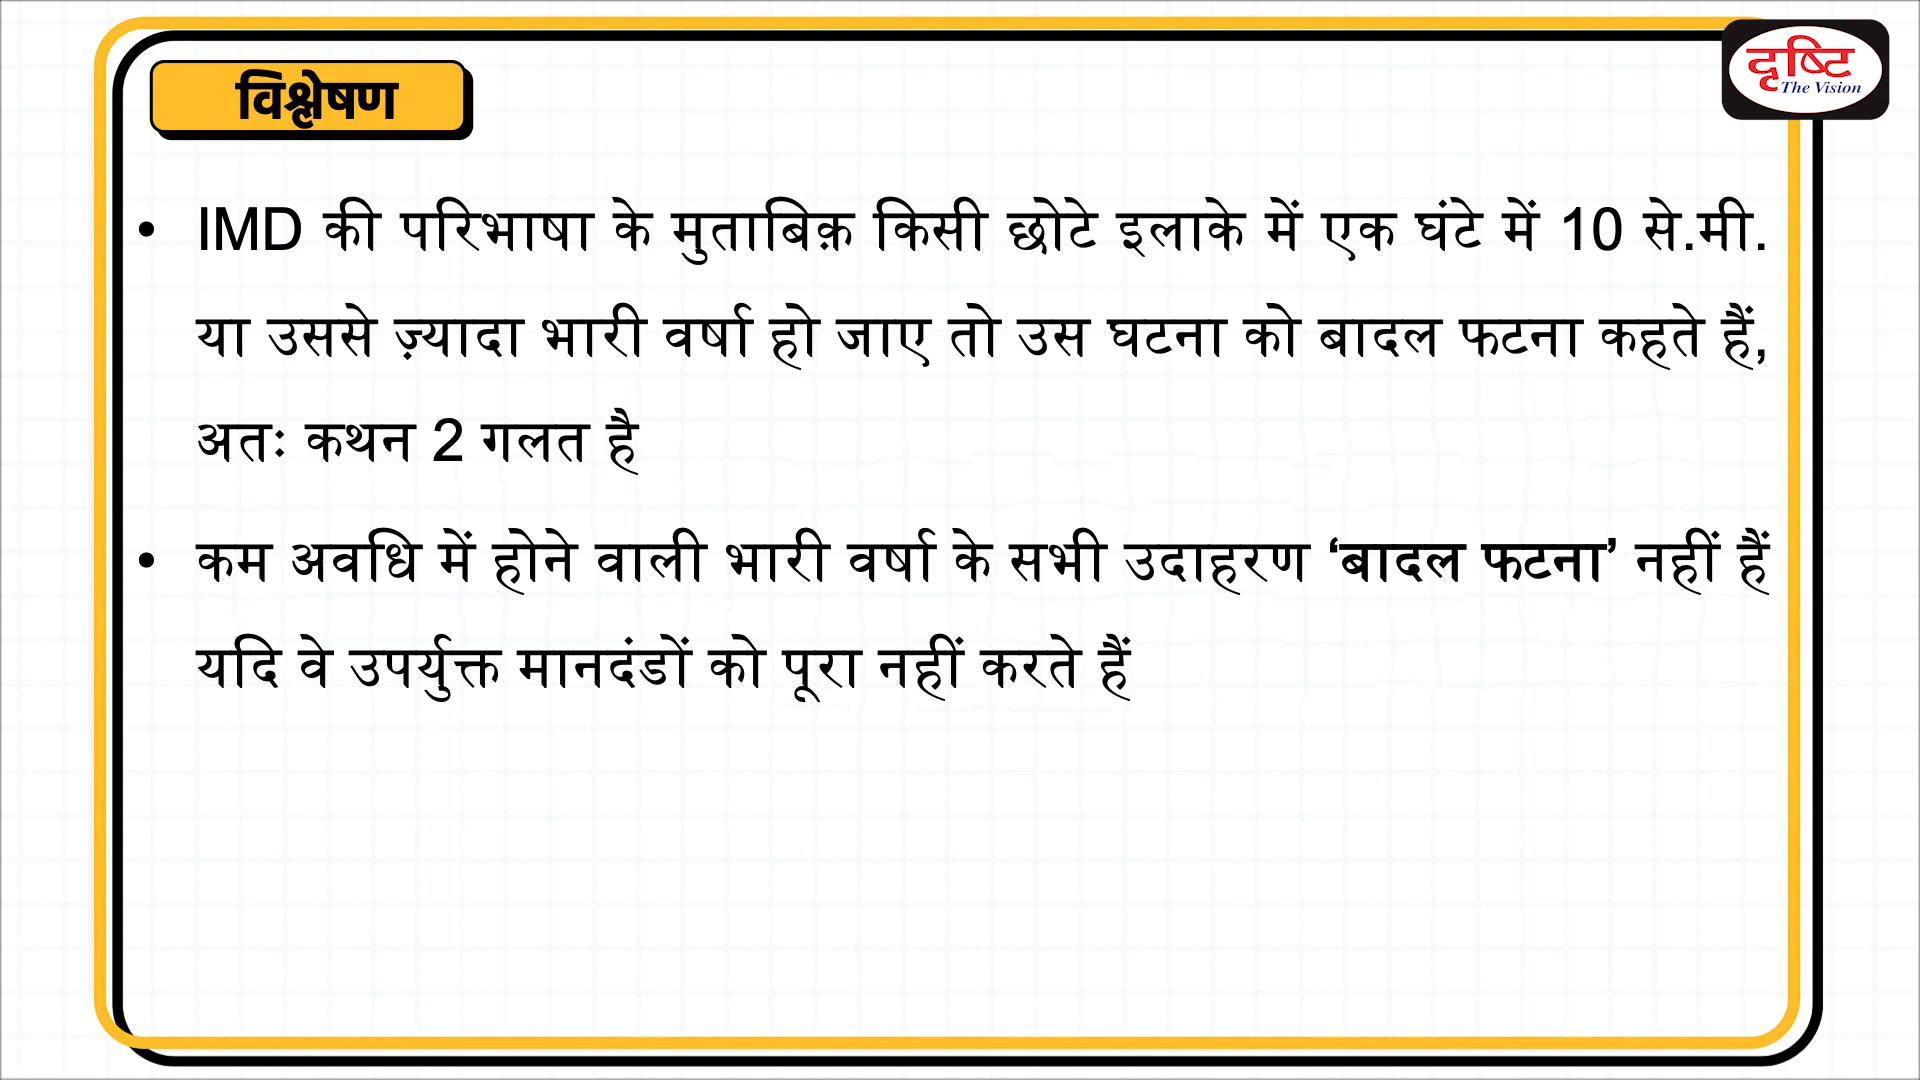 विश्लेषण
दृष्टि
The Vision
• IMD की परिभाषा के मुताबिक़ किसी छोटे इलाके में एक घंटे में 10 से.मी.
या उससे ज़्यादा भारी वर्षा हो जाए तो उस घटना को बादल फटना कहते हैं,
अतः कथन 2 गलत है
• कम अवधि में होने वाली भारी वर्षा के सभी उदाहरण ‘बादल फटना’ नहीं हैं
यदि वे उपर्युक्त मानदंडों को पूरा नहीं करते हैं